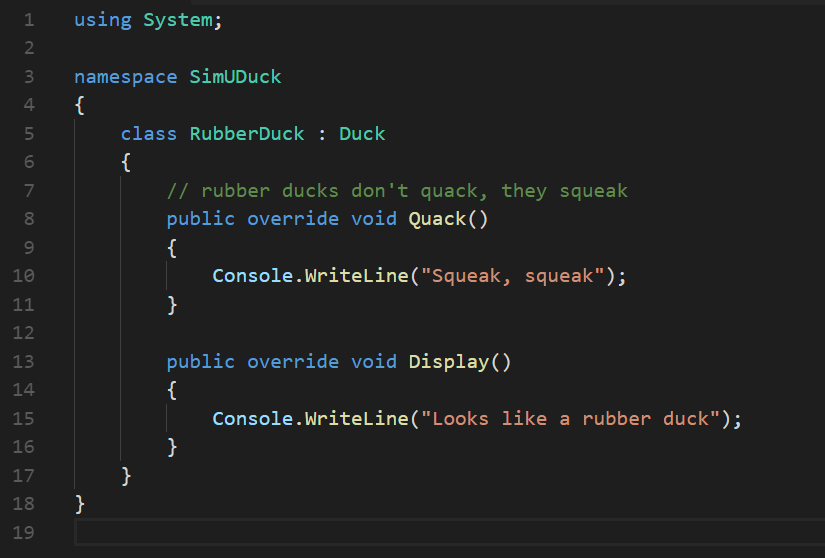 1 using System;
2
3 namespace SimUDuck
4 {
5     class RubberDuck : Duck
6     {
7         // rubber ducks don't quack, they squeak
8         public override void Quack()
9         {
10             Console.WriteLine("Squeak, squeak");
11         }
12
13         public override void Display()
14         {
15             Console.WriteLine("Looks like a rubber duck");
16         }
17     }
18 }
19